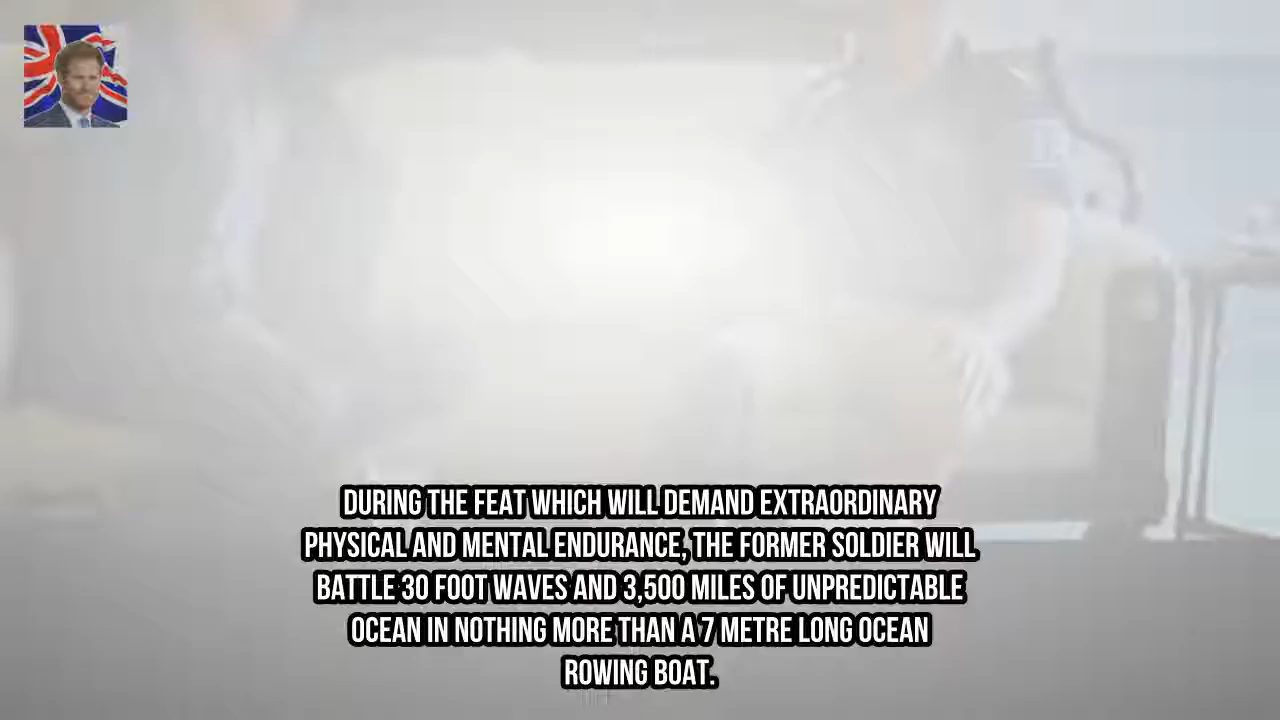 DURING THE FEAT WHICH WILL DEMAND EXTRAORDINARY
PHYSICAL AND MENTAL ENDURANCE, THE FORMER SOLDIER WILL
BATTLE 30 FOOT WAVES AND 3,500 MILES OF UNPREDICTABLE
OCEAN IN NOTHING MORE THAN A 7 METRE LONG OCEAN
ROWING BOAT.